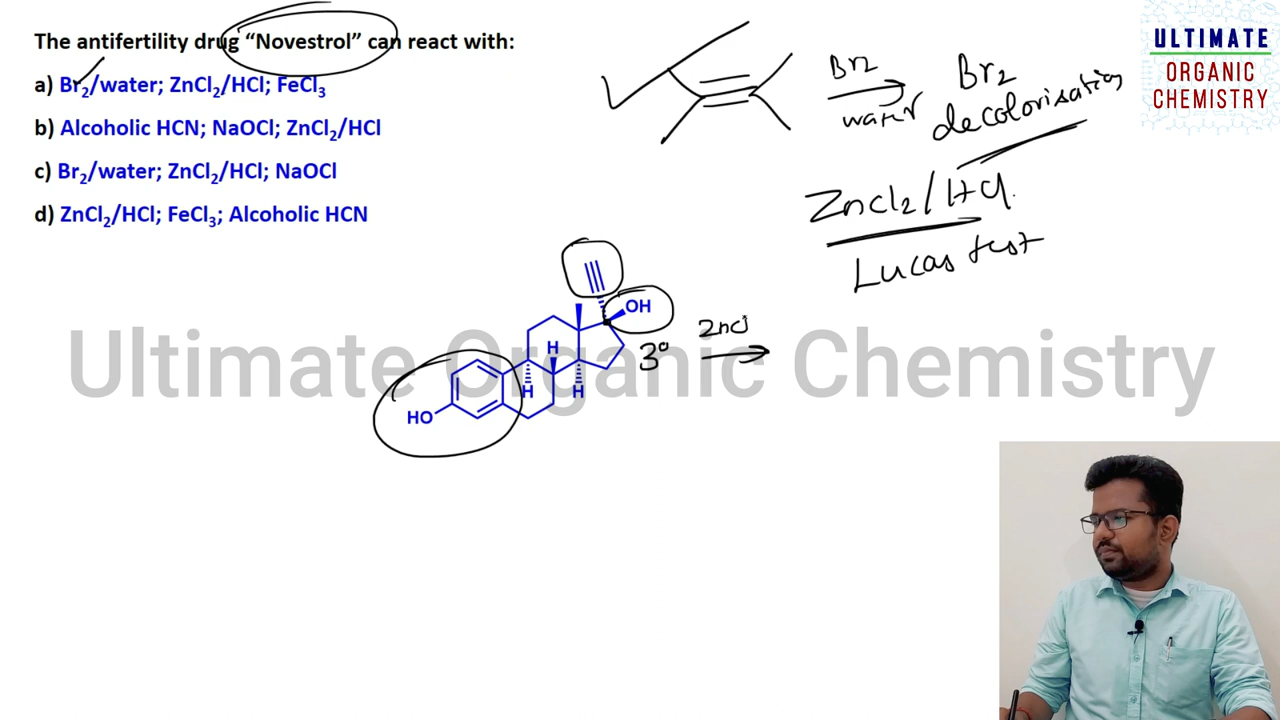 The antifertility drug “Novestrol” can react with:
a) Br₂/water; ZnCl₂/HCl; FeCl₃
b) Alcoholic HCN; NaOCl; ZnCl₂/HCl
c) Br₂/water; ZnCl₂/HCl; NaOCl
d) ZnCl₂/HCl; FeCl₃; Alcoholic HCN
Br2
water
Br2
decolorisation
ZnCl2/HCl.
Lucas test
ULTIMATE
ORGANIC
CHEMISTRY
OH
H
H
H
HO
3°
ZnCl
Ultimate Organic Chemistry